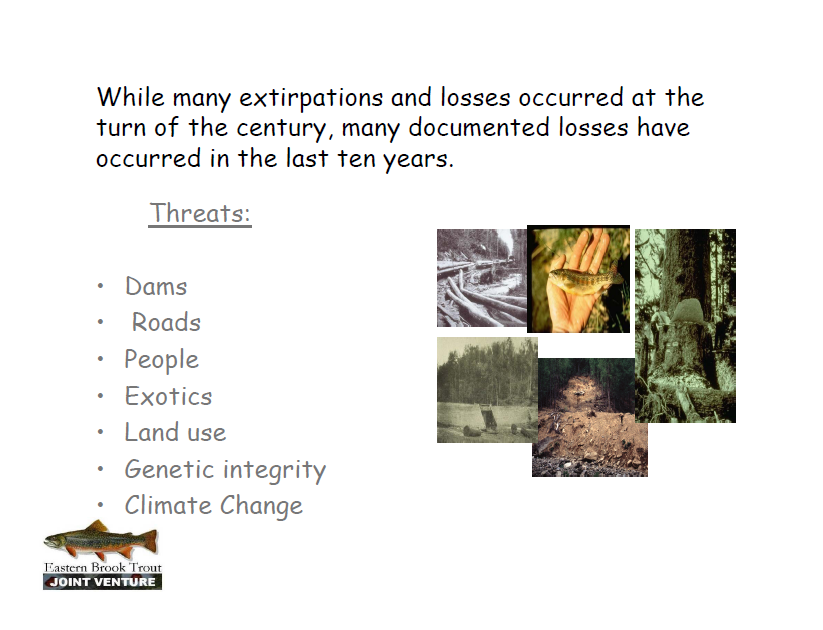 While many extirpations and losses occurred at the
turn of the century, many documented losses have
occurred in the last ten years.
Threats:
• Dams
• Roads
• People
• Exotics
• Land use
• Genetic integrity
• Climate Change
Eastern Brook Trout
JOINT VENTURE